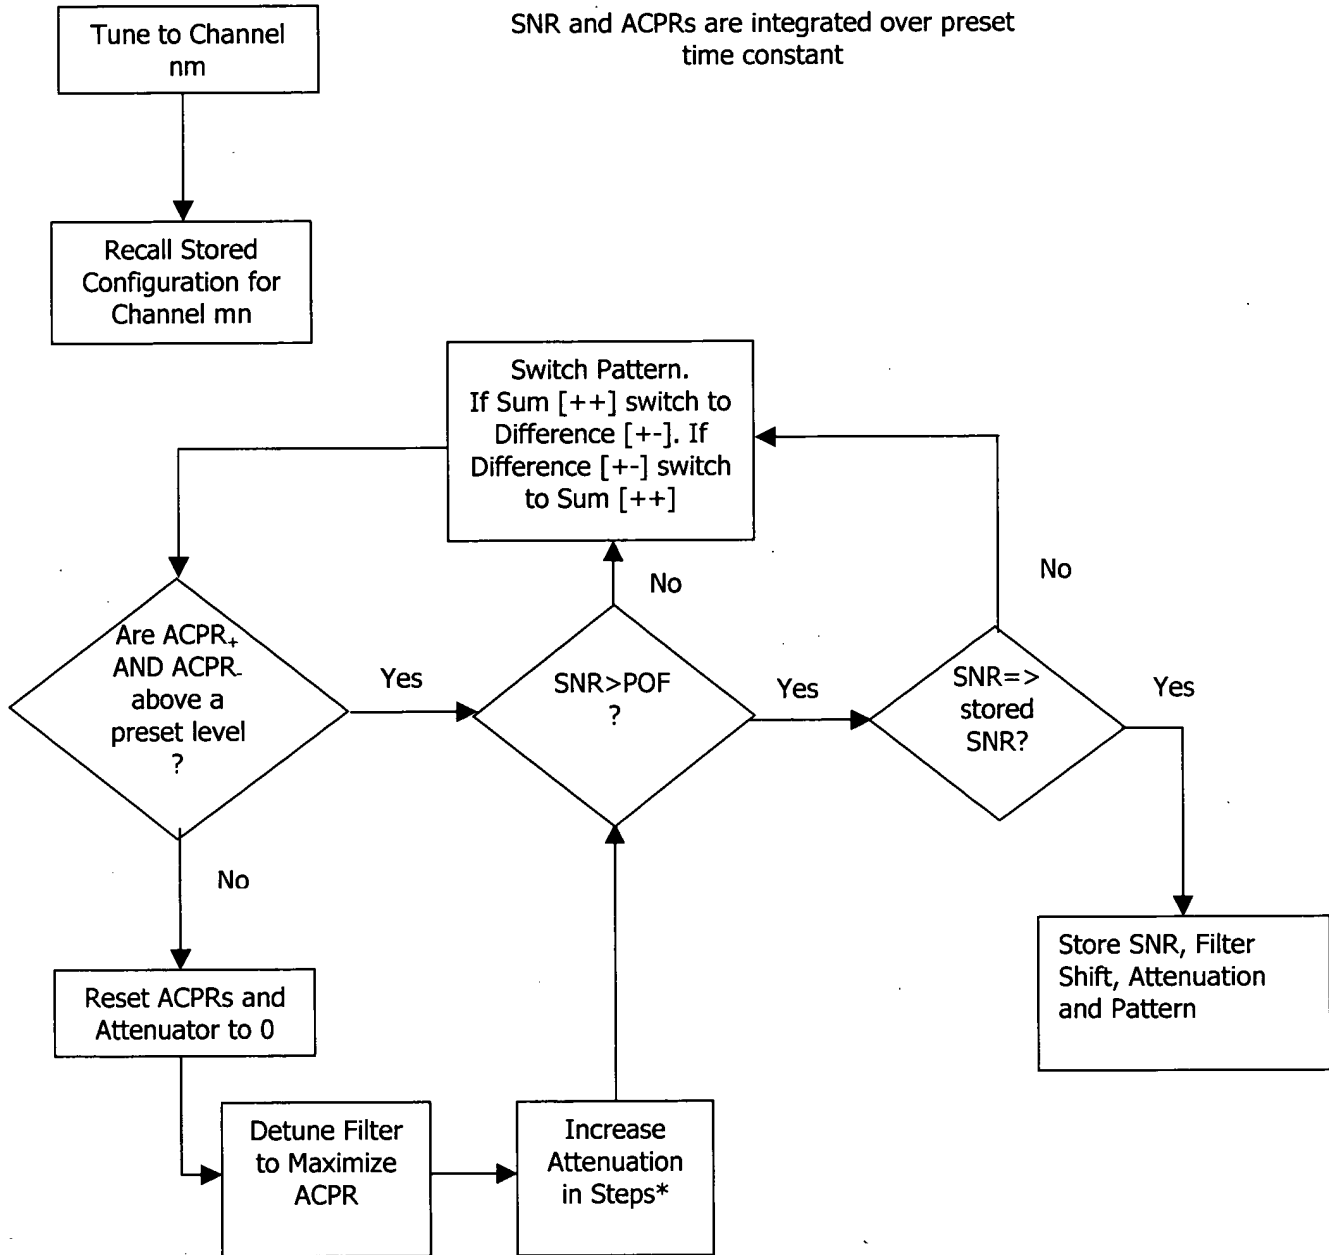 Tune to Channel
nm
SNR and ACPRs are integrated over preset
time constant
Recall Stored
Configuration for
Channel mn
Switch Pattern.
If Sum [++] switch to
Difference [+-]. If
Difference [+-] switch
to Sum [++]
No
No
Are ACPR+
AND ACPR-
above a
preset level
?
Yes
SNR>POF
?
Yes
SNR=>
stored
SNR?
Yes
No
Store SNR, Filter
Shift, Attenuation
and Pattern
Reset ACPRs and
Attenuator to 0
Detune Filter
to Maximize
ACPR
Increase
Attenuation
in Steps*